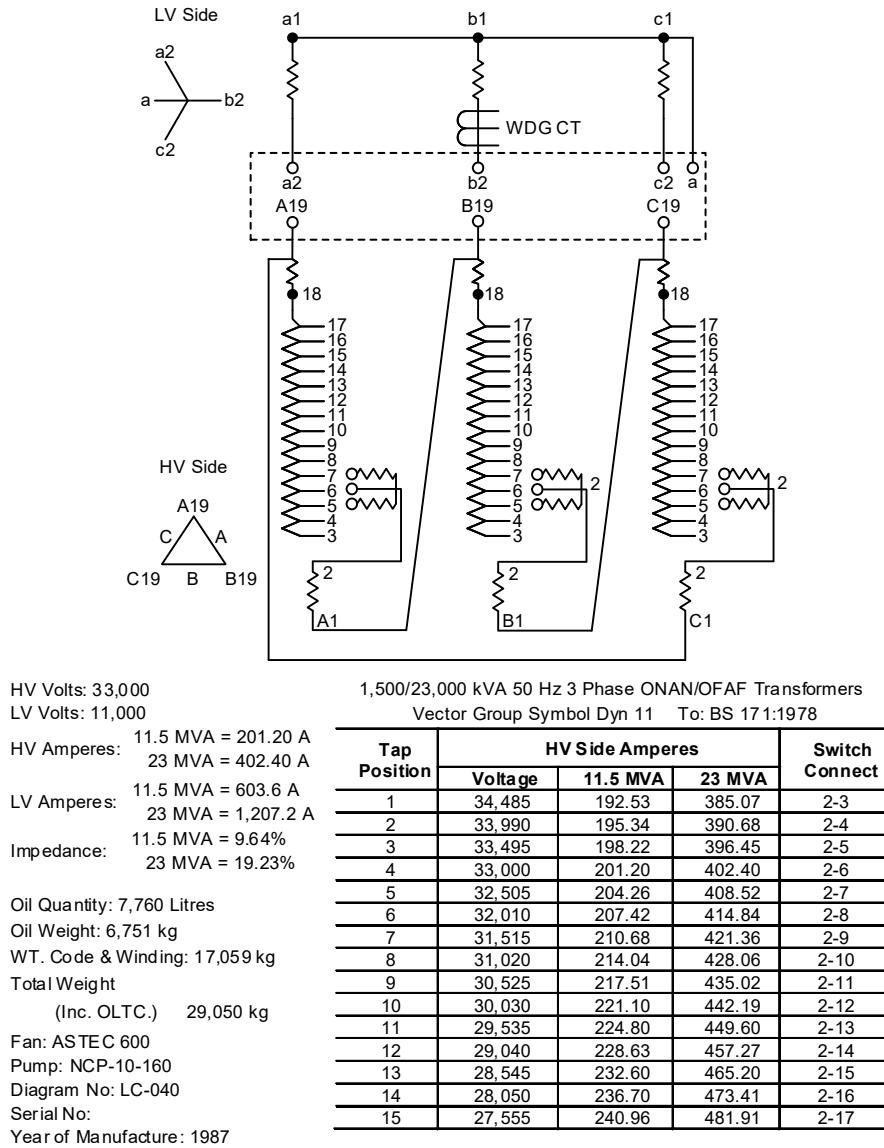 LV Side
a1
b1
c1
a2
a
b2
c2
WDG CT
a2
b2
c2
a
A19
B19
C19
18
18
18
17
16
15
14
13
12
11
10
9
8
7
6
5
4
3
17
16
15
14
13
12
11
10
9
8
7
6
5
4
3
17
16
15
14
13
12
11
10
9
8
7
6
5
4
3
2
2
HV Side
A19
C
A
C19
B
B19
2
2
2
A1
B1
C1
HV Volts: 33,000
LV Volts: 11,000
HV Amperes: 11.5 MVA = 201.20 A
23 MVA = 402.40 A
LV Amperes: 11.5 MVA = 603.6 A
23 MVA = 1,207.2 A
Impedance: 11.5 MVA = 9.64%
23 MVA = 19.23%
Oil Quantity: 7,760 Litres
Oil Weight: 6,751 kg
WT. Code & Winding: 17,059 kg
Total Weight
(Inc. OLTC.) 29,050 kg
Fan: ASTEC 600
Pump: NCP-10-160
Diagram No: LC-040
Serial No:
Year of Manufacture: 1987
1,500/23,000 kVA 50 Hz 3 Phase ONAN/OFAF Transformers
Vector Group Symbol Dyn 11 To: BS 171:1978
Tap Position HV Side Amperes Switch Connect
Voltage 11.5 MVA 23 MVA
1 34,485 192.53 385.07 2-3
2 33,990 195.34 390.68 2-4
3 33,495 198.22 396.45 2-5
4 33,000 201.20 402.40 2-6
5 32,505 204.26 408.52 2-7
6 32,010 207.42 414.84 2-8
7 31,515 210.68 421.36 2-9
8 31,020 214.04 428.06 2-10
9 30,525 217.51 435.02 2-11
10 30,030 221.10 442.19 2-12
11 29,535 224.80 449.60 2-13
12 29,040 228.63 457.27 2-14
13 28,545 232.60 465.20 2-15
14 28,050 236.70 473.41 2-16
15 27,555 240.96 481.91 2-17